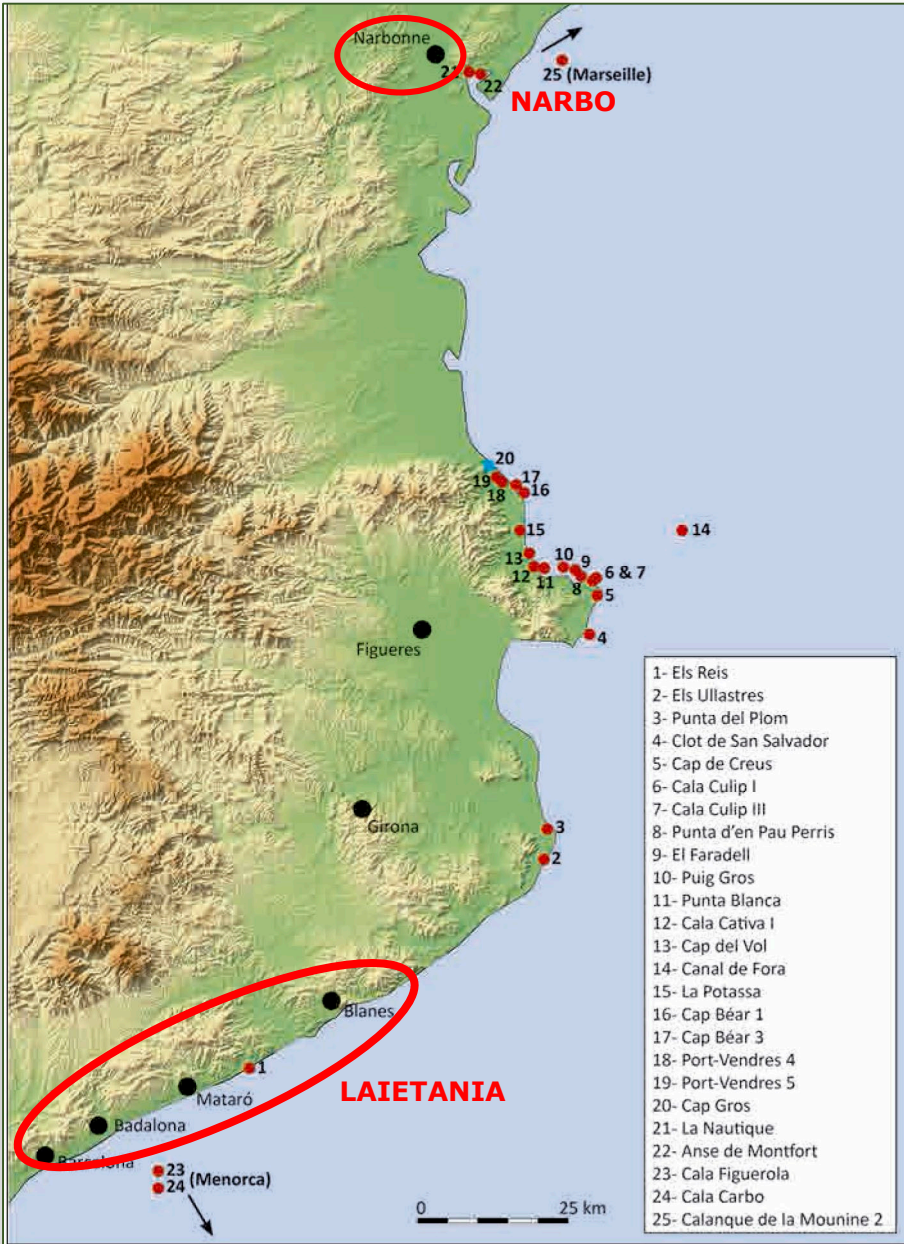 Narbonne
21
22
25 (Marseille)
NARBO
20
19
18
17
16
15
14
13
12
11
10
9
8
6 & 7
5
4
Figueres
Girona
3
2
Blanes
1
Mataró
LAIETANIA
Badalona
Barcelona
23
24
(Menorca)
0 25 km
1- Els Reis
2- Els Ullastres
3- Punta del Plom
4- Clot de San Salvador
5- Cap de Creus
6- Cala Culip I
7- Cala Culip III
8- Punta d'en Pau Perris
9- El Faradell
10- Puig Gros
11- Punta Blanca
12- Cala Cativa I
13- Cap del Vol
14- Canal de Fora
15- La Potassa
16- Cap Béar 1
17- Cap Béar 3
18- Port-Vendres 4
19- Port-Vendres 5
20- Cap Gros
21- La Nautique
22- Anse de Montfort
23- Cala Figuerola
24- Cala Carbo
25- Calanque de la Mounine 2